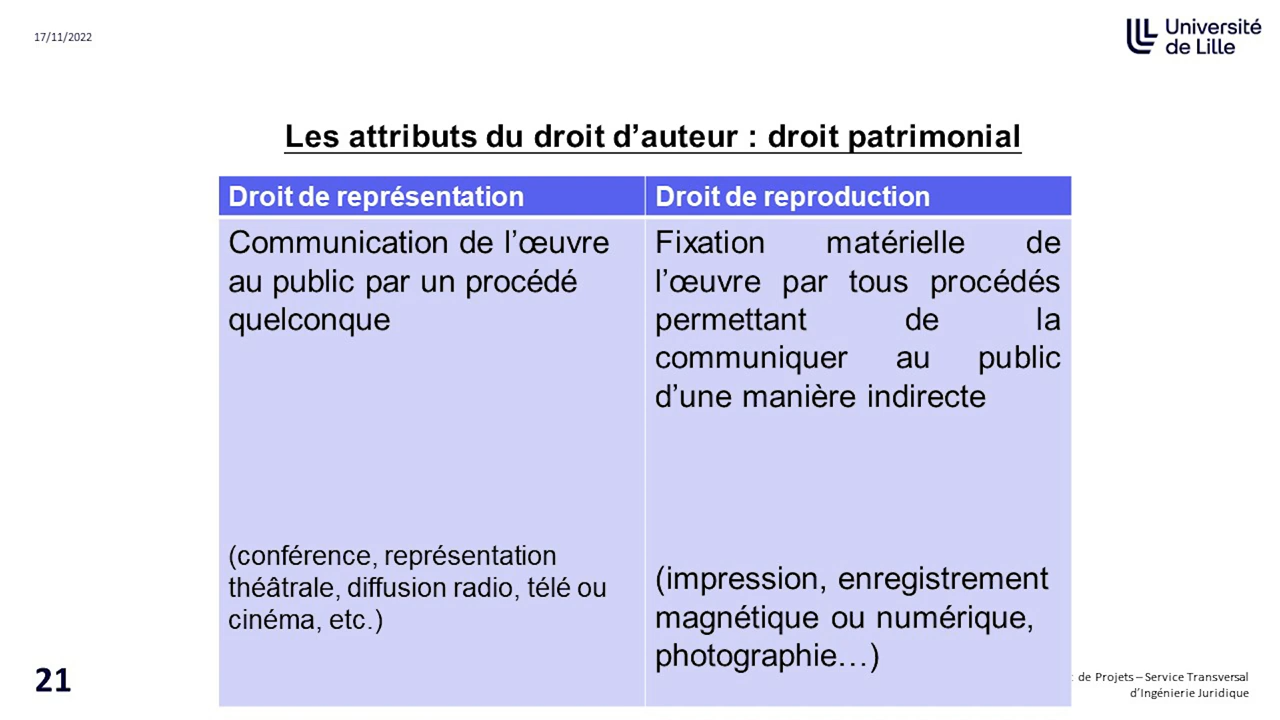 17/11/2022
Université
de Lille
Les attributs du droit d’auteur : droit patrimonial
Droit de représentation
Communication de l’œuvre
au public par un procédé
quelconque
(conférence, représentation
théâtrale, diffusion radio, télé ou
cinéma, etc.)
Droit de reproduction
Fixation matérielle de
l’œuvre par tous procédés
permettant de la
communiquer au public
d’une manière indirecte
(impression, enregistrement
magnétique ou numérique,
photographie…)
21
de Projets – Service Transversal
d’Ingénierie Juridique